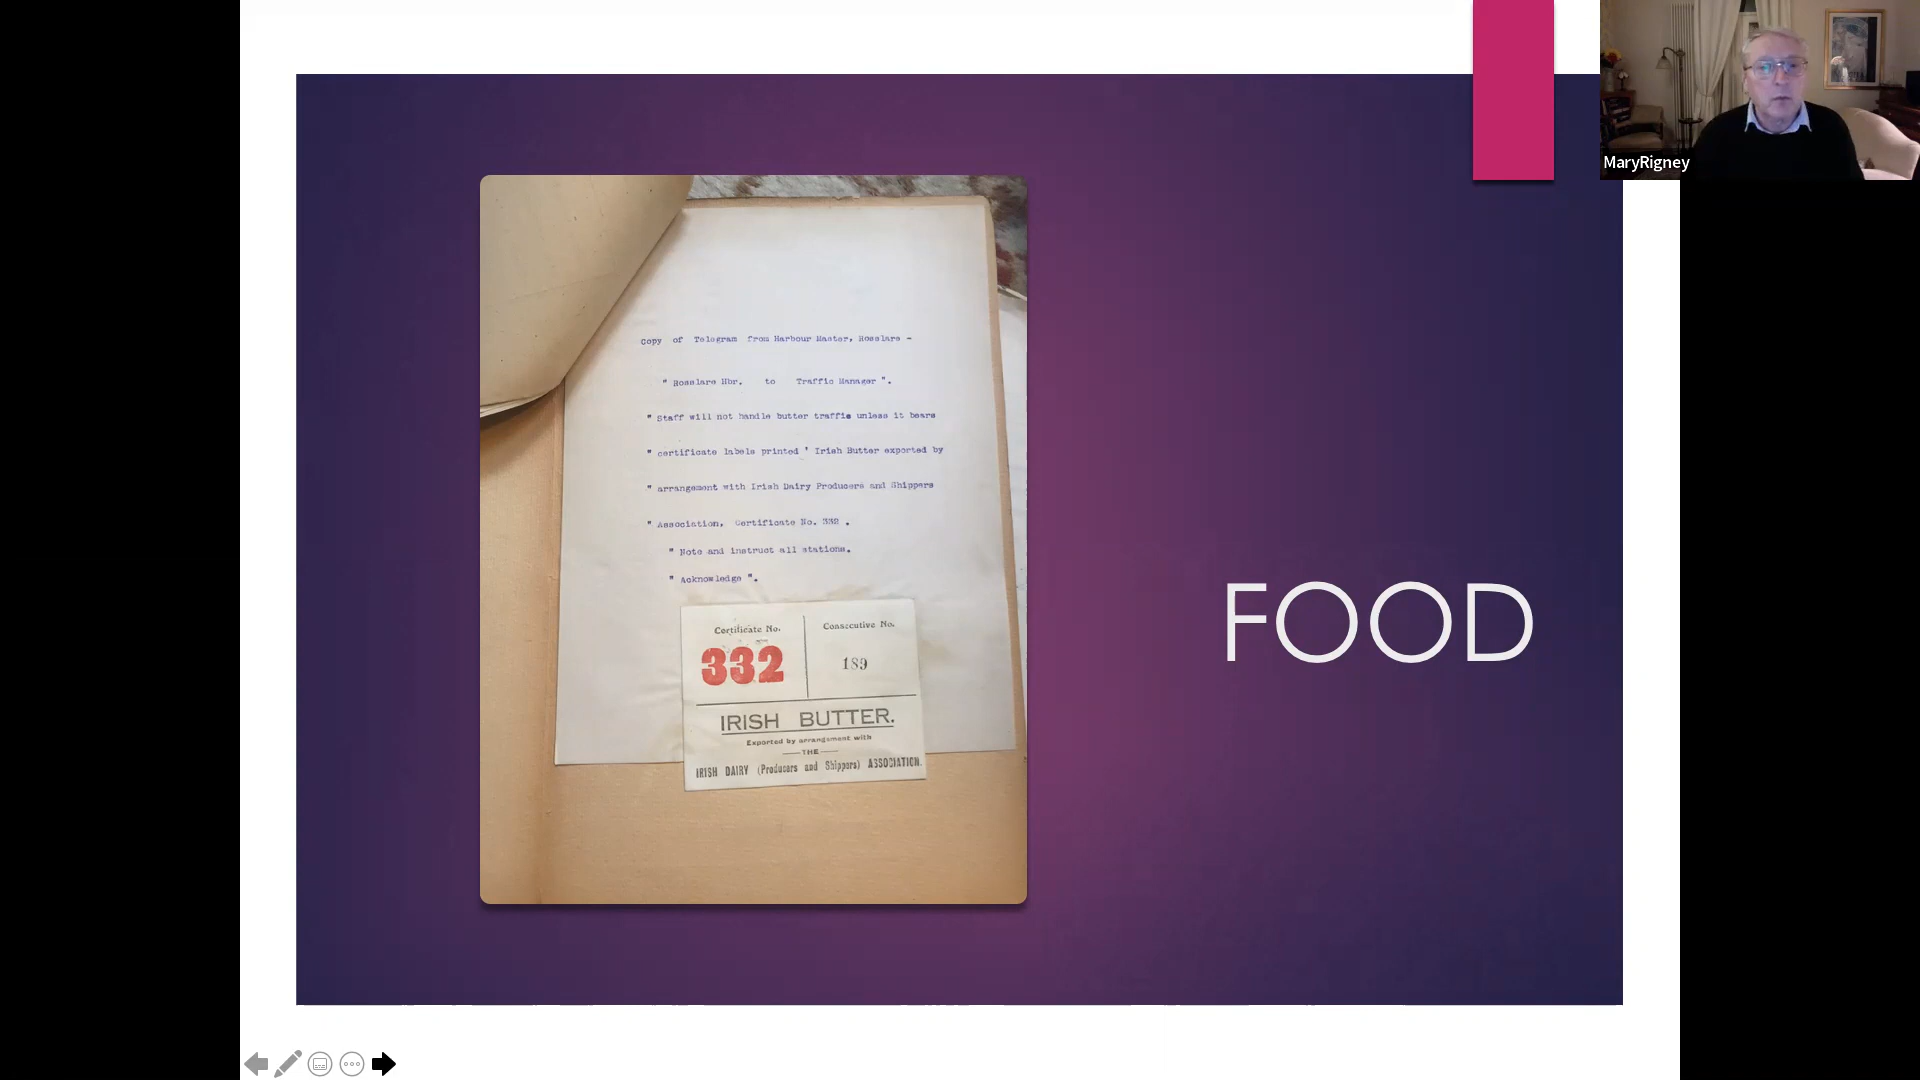 MaryRigney
Copy of Telegram from Harbour Master, Rosslare -
" Rosslare Hbr. to Traffic Manager ".
" Staff will not handle butter traffic unless it bears
" certificate labels printed ' Irish Butter exported by
" arrangement with Irish Dairy Producers and Shippers
" Association, Certificate No. 332 .
" Note and instruct all stations.
" Acknowledge ".
Certificate No. Consecutive No.
332 189
IRISH BUTTER.
Exported by arrangement with
THE
IRISH DAIRY (Producers and Shippers) ASSOCIATION.
FOOD